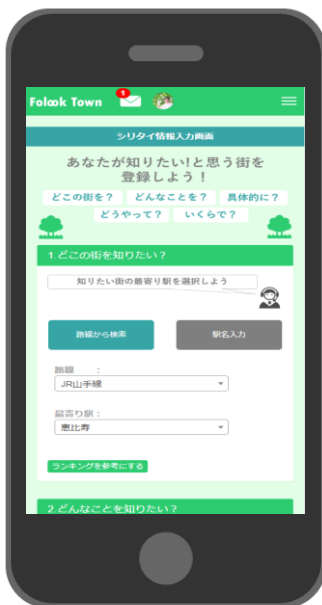 Folook Town
1
シリタイ情報入力画面
あなたが知りたい!と思う街を
登録しよう！
どこの街を？ どんなことを？ 具体的に？
どうやって？ いくらで？
1.どこの街を知りたい？
知りたい街の最寄り駅を選択しよう
路線から検索 駅名入力
路線 :
JR山手線
最寄り駅 :
恵比寿
ランキングを参考にする
2.どんなことを知りたい？